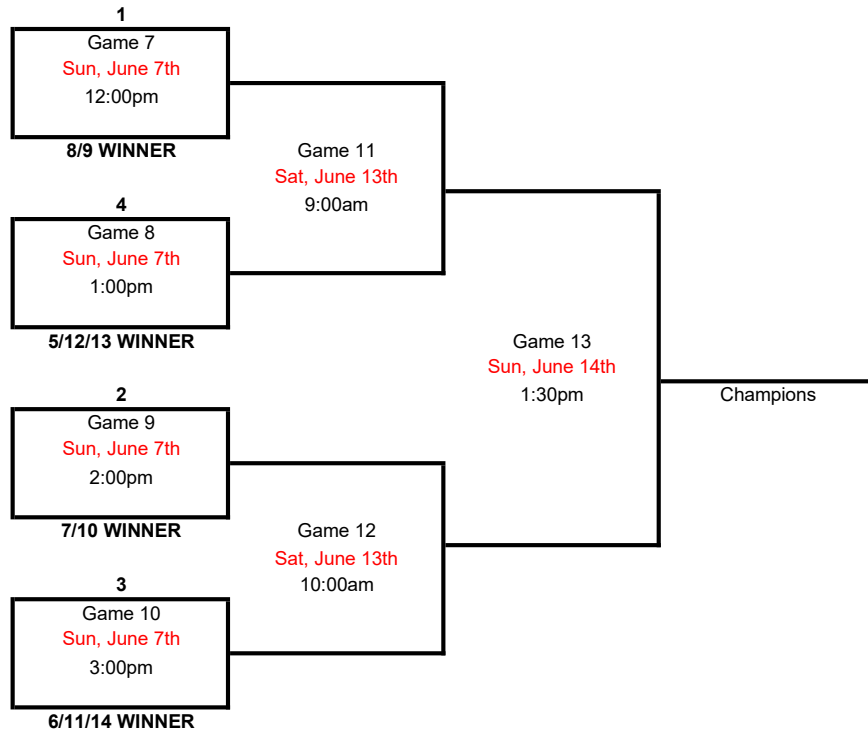 1
Game 7
Sun, June 7th
12:00pm
8/9 WINNER
4
Game 8
Sun, June 7th
1:00pm
5/12/13 WINNER
2
Game 9
Sun, June 7th
2:00pm
7/10 WINNER
3
Game 10
Sun, June 7th
3:00pm
6/11/14 WINNER
Game 11
Sat, June 13th
9:00am
Game 12
Sat, June 13th
10:00am
Game 13
Sun, June 14th
1:30pm
Champions